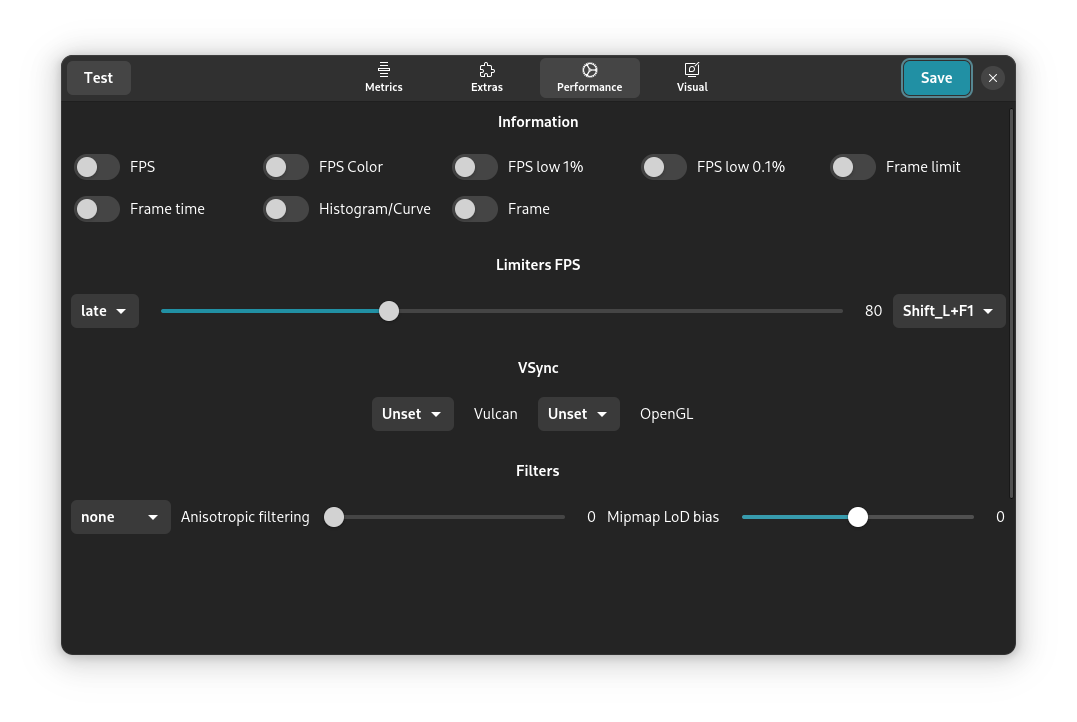 Test
Metrics
Extras
Performance
Visual
Save
Information
FPS
FPS Color
FPS low 1%
FPS low 0.1%
Frame limit
Frame time
Histogram/Curve
Frame
Limiters FPS
late
80
Shift_L+F1
VSync
Unset
Vulcan
Unset
OpenGL
Filters
none
Anisotropic filtering
0
Mipmap LoD bias
0